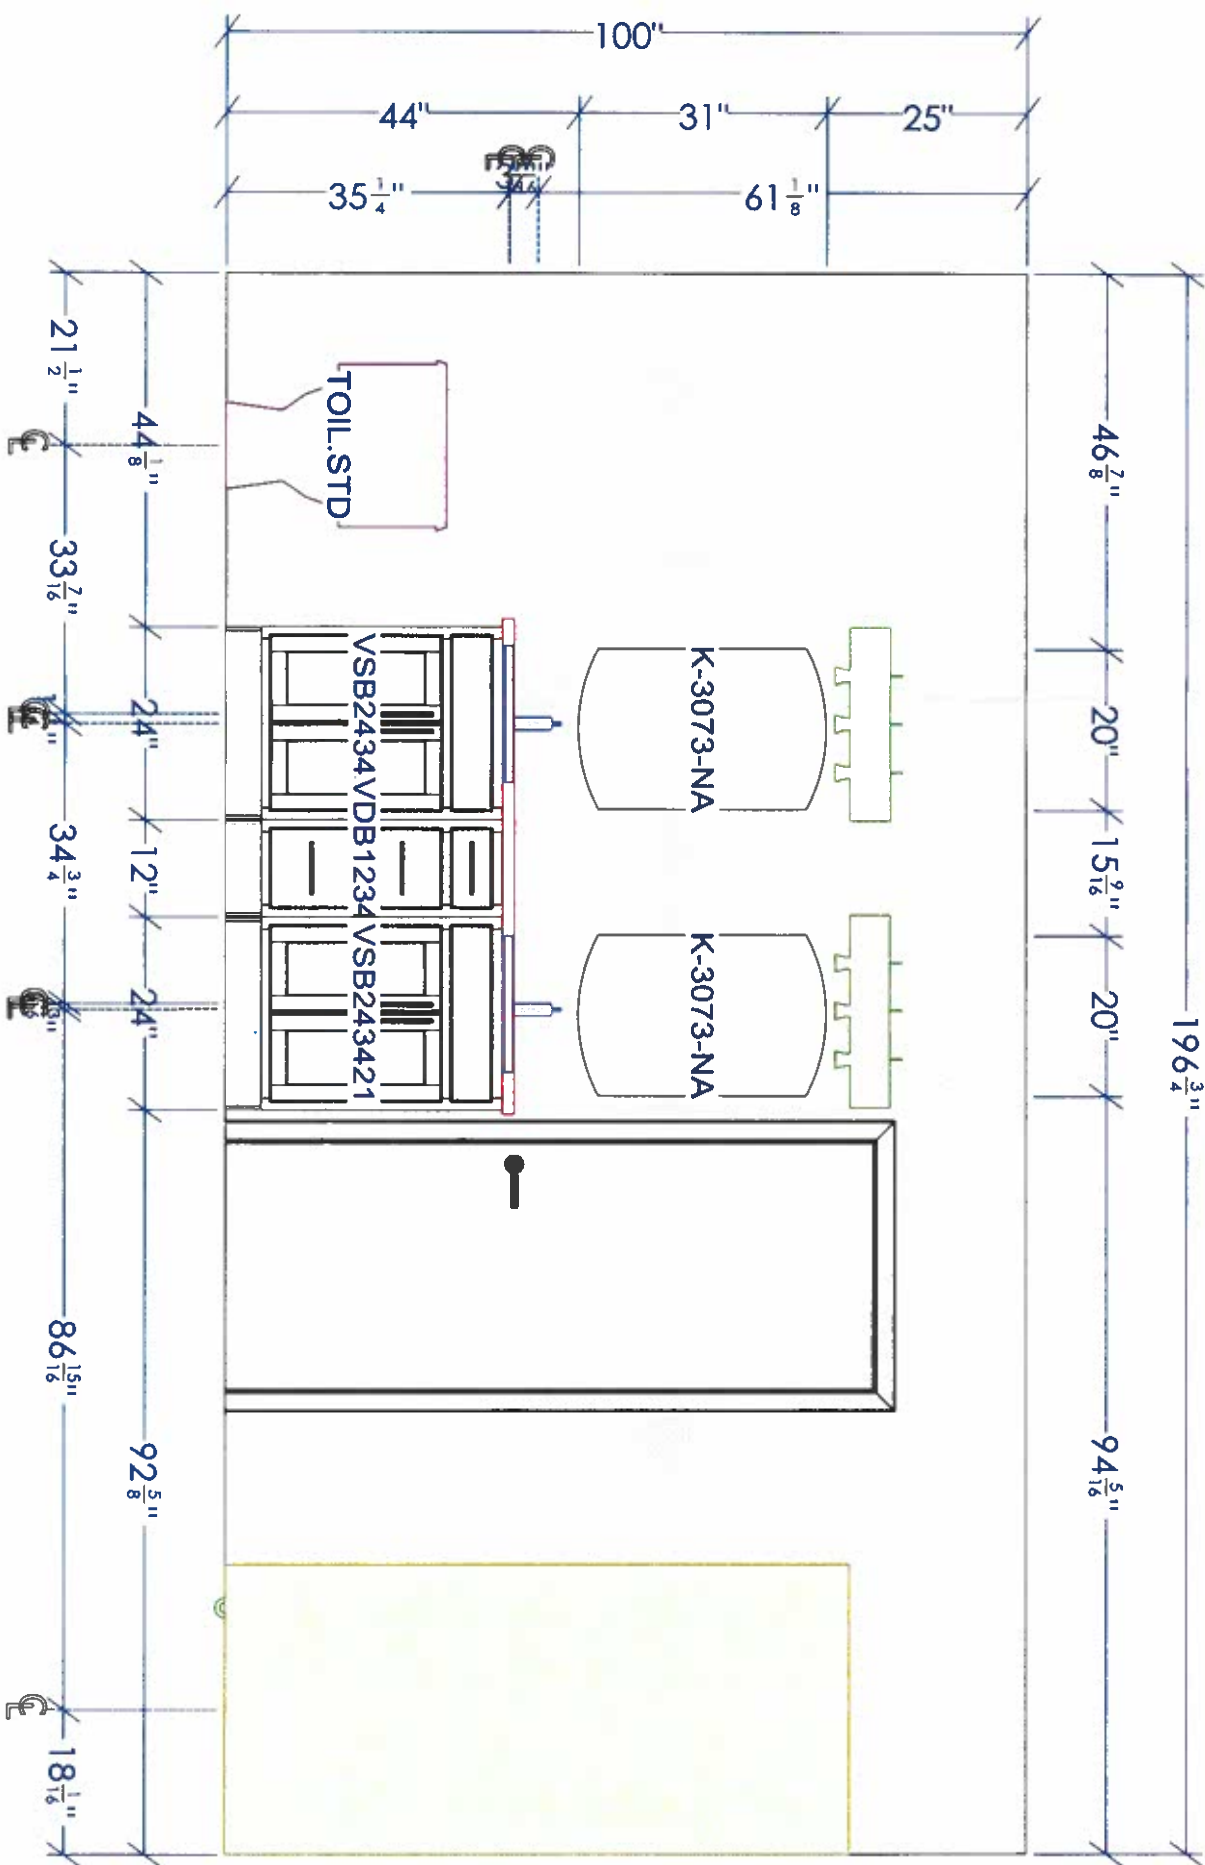 196 3/4"
46 7/8" 20" 15 9/16" 20" 94 5/16"
100"
25"
31"
44"
61 1/8"
35 1/4"
K-3073-NA K-3073-NA
TOIL.STD
VSB2434 VDB1234 VSB243421
44 1/8" 24" 12" 24" 92 5/8"
21 1/2" 33 7/16" 34 3/4" 86 15/16" 18 1/16"
CL CL